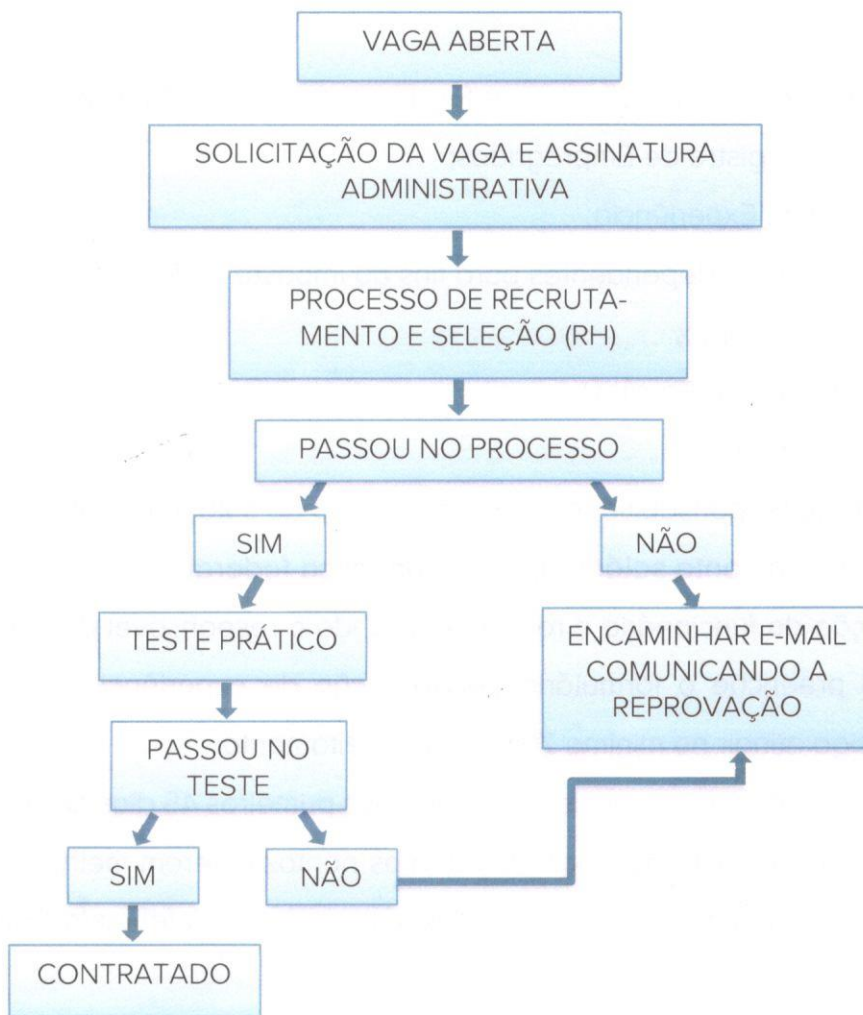 VAGA ABERTA
SOLICITAÇÃO DA VAGA E ASSINATURA
ADMINISTRATIVA
PROCESSO DE RECRUTA-
MENTO E SELEÇÃO (RH)
PASSOU NO PROCESSO
SIM
NÃO
TESTE PRÁTICO
ENCAMINHAR E-MAIL
COMUNICANDO A
REPROVAÇÃO
PASSOU NO
TESTE
SIM
NÃO
CONTRATADO